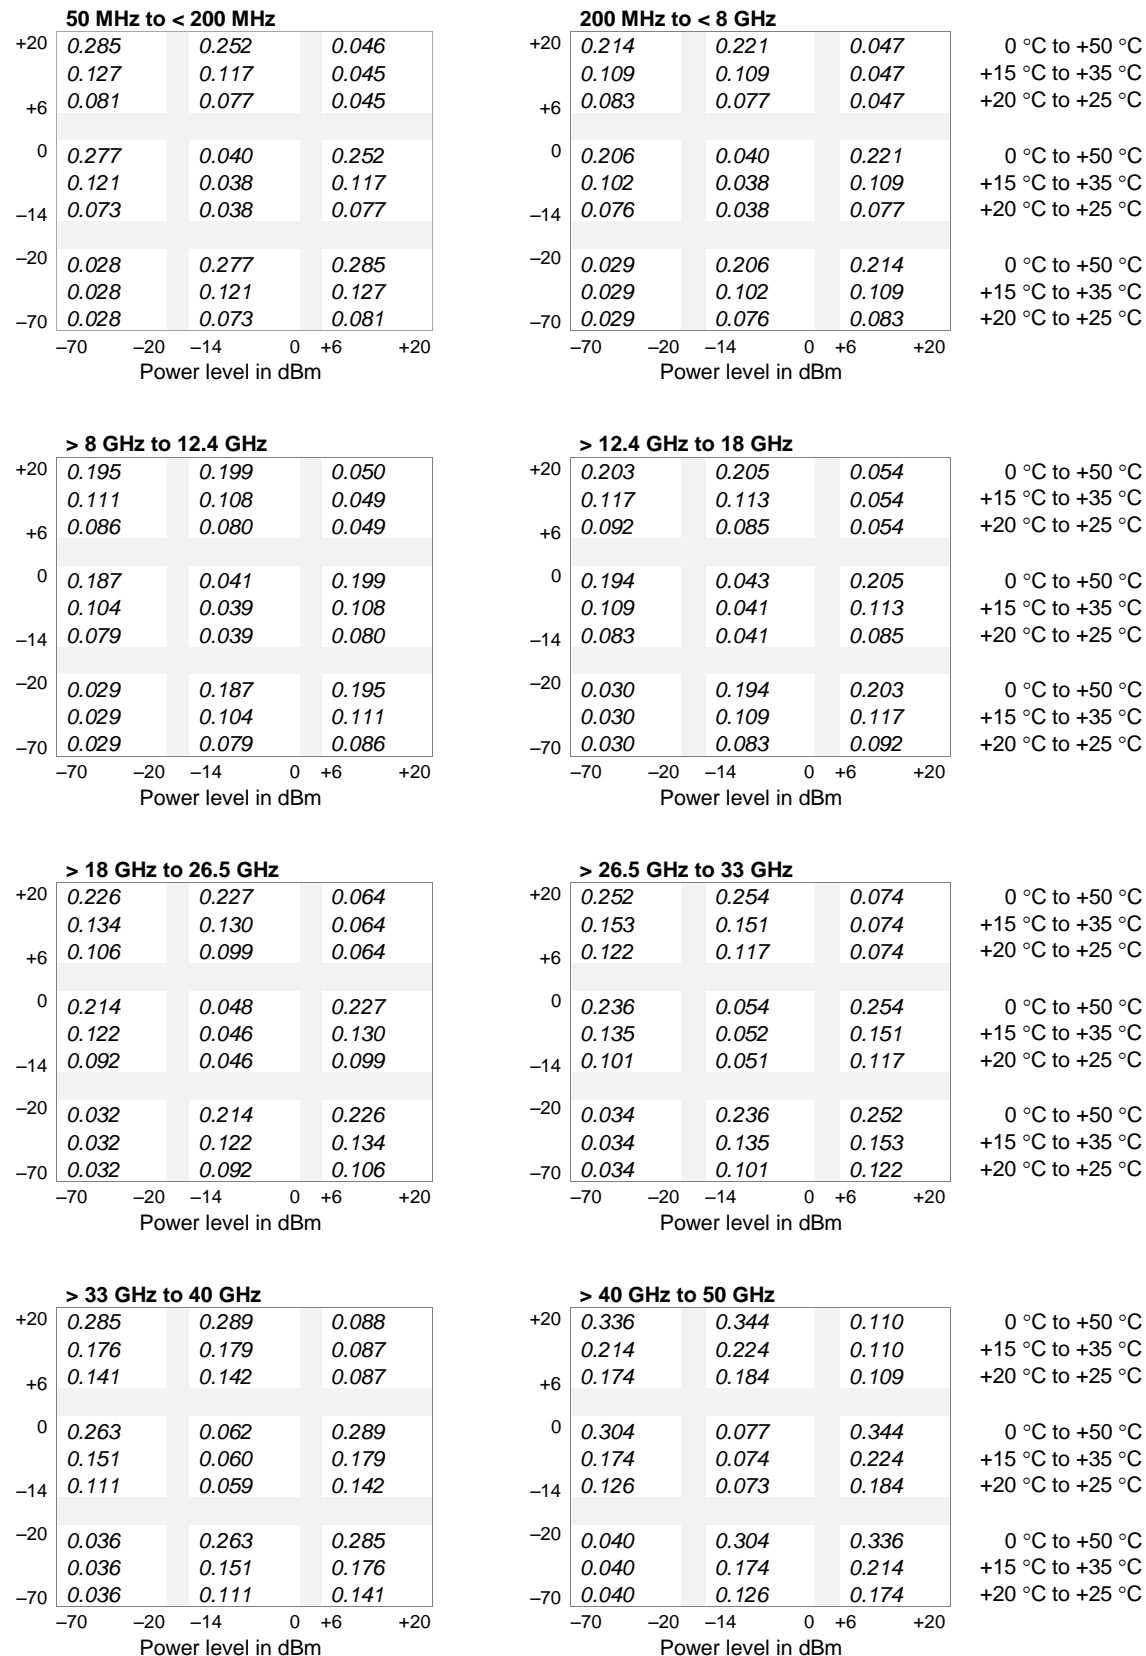 50 MHz to < 200 MHz 200 MHz to < 8 GHz
+20 0.285 0.252 0.046 +20 0.214 0.221 0.047 0 °C to +50 °C
0.127 0.117 0.045 0.109 0.109 0.047 +15 °C to +35 °C
+6 0.081 0.077 0.045 +6 0.083 0.077 0.047 +20 °C to +25 °C
0 0.277 0.040 0.252 0 0.206 0.040 0.221 0 °C to +50 °C
0.121 0.038 0.117 0.102 0.038 0.109 +15 °C to +35 °C
–14 0.073 0.038 0.077 –14 0.076 0.038 0.077 +20 °C to +25 °C
–20 0.028 0.277 0.285 –20 0.029 0.206 0.214 0 °C to +50 °C
0.028 0.121 0.127 0.029 0.102 0.109 +15 °C to +35 °C
–70 0.028 0.073 0.081 –70 0.029 0.076 0.083 +20 °C to +25 °C
–70 –20 –14 0 +6 +20 –70 –20 –14 0 +6 +20
Power level in dBm Power level in dBm
> 8 GHz to 12.4 GHz > 12.4 GHz to 18 GHz
+20 0.195 0.199 0.050 +20 0.203 0.205 0.054 0 °C to +50 °C
0.111 0.108 0.049 0.117 0.113 0.054 +15 °C to +35 °C
+6 0.086 0.080 0.049 +6 0.092 0.085 0.054 +20 °C to +25 °C
0 0.187 0.041 0.199 0 0.194 0.043 0.205 0 °C to +50 °C
0.104 0.039 0.108 0.109 0.041 0.113 +15 °C to +35 °C
–14 0.079 0.039 0.080 –14 0.083 0.041 0.085 +20 °C to +25 °C
–20 0.029 0.187 0.195 –20 0.030 0.194 0.203 0 °C to +50 °C
0.029 0.104 0.111 0.030 0.109 0.117 +15 °C to +35 °C
–70 0.029 0.079 0.086 –70 0.030 0.083 0.092 +20 °C to +25 °C
–70 –20 –14 0 +6 +20 –70 –20 –14 0 +6 +20
Power level in dBm Power level in dBm
> 18 GHz to 26.5 GHz > 26.5 GHz to 33 GHz
+20 0.226 0.227 0.064 +20 0.252 0.254 0.074 0 °C to +50 °C
0.134 0.130 0.064 0.153 0.151 0.074 +15 °C to +35 °C
+6 0.106 0.099 0.064 +6 0.122 0.117 0.074 +20 °C to +25 °C
0 0.214 0.048 0.227 0 0.236 0.054 0.254 0 °C to +50 °C
0.122 0.046 0.130 0.135 0.052 0.151 +15 °C to +35 °C
–14 0.092 0.046 0.099 –14 0.101 0.051 0.117 +20 °C to +25 °C
–20 0.032 0.214 0.226 –20 0.034 0.236 0.252 0 °C to +50 °C
0.032 0.122 0.134 0.034 0.135 0.153 +15 °C to +35 °C
–70 0.032 0.092 0.106 –70 0.034 0.101 0.122 +20 °C to +25 °C
–70 –20 –14 0 +6 +20 –70 –20 –14 0 +6 +20
Power level in dBm Power level in dBm
> 33 GHz to 40 GHz > 40 GHz to 50 GHz
+20 0.285 0.289 0.088 +20 0.336 0.344 0.110 0 °C to +50 °C
0.176 0.179 0.087 0.214 0.224 0.110 +15 °C to +35 °C
+6 0.141 0.142 0.087 +6 0.174 0.184 0.109 +20 °C to +25 °C
0 0.263 0.062 0.289 0 0.304 0.077 0.344 0 °C to +50 °C
0.151 0.060 0.179 0.174 0.074 0.224 +15 °C to +35 °C
–14 0.111 0.059 0.142 –14 0.126 0.073 0.184 +20 °C to +25 °C
–20 0.036 0.263 0.285 –20 0.040 0.304 0.336 0 °C to +50 °C
0.036 0.151 0.176 0.040 0.174 0.214 +15 °C to +35 °C
–70 0.036 0.111 0.141 –70 0.040 0.126 0.174 +20 °C to +25 °C
–70 –20 –14 0 +6 +20 –70 –20 –14 0 +6 +20
Power level in dBm Power level in dBm